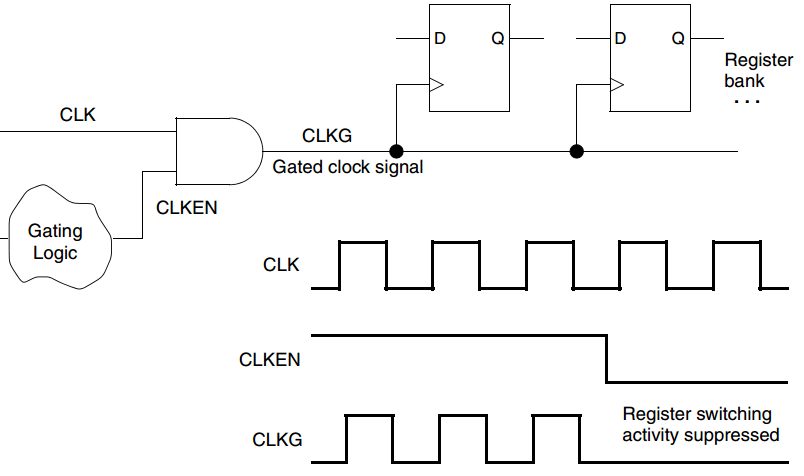 D Q
D Q
Register
bank
...
CLK
CLKG
Gated clock signal
CLKEN
Gating
Logic
CLK
CLKEN
CLKG
Register switching
activity suppressed